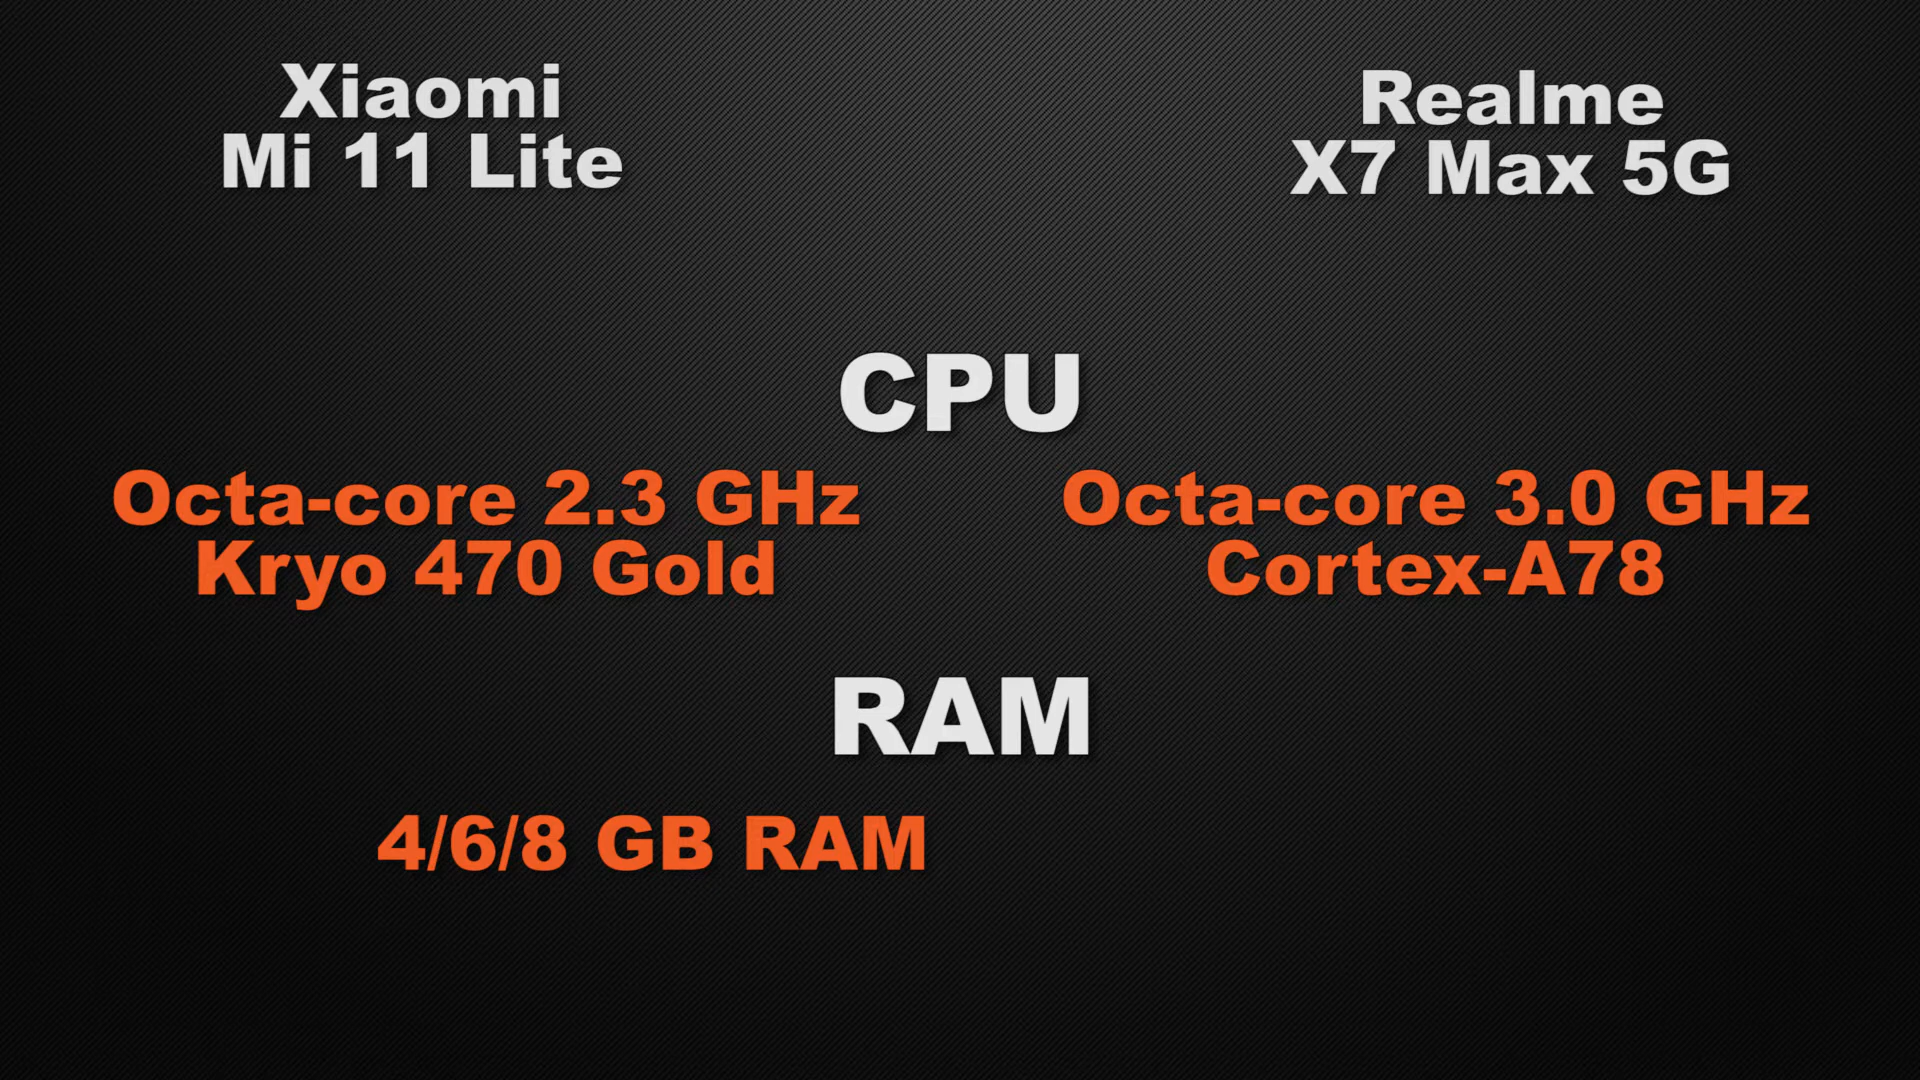 Xiaomi
Mi 11 Lite
Realme
X7 Max 5G
CPU
Octa-core 2.3 GHz
Kryo 470 Gold
Octa-core 3.0 GHz
Cortex-A78
RAM
4/6/8 GB RAM